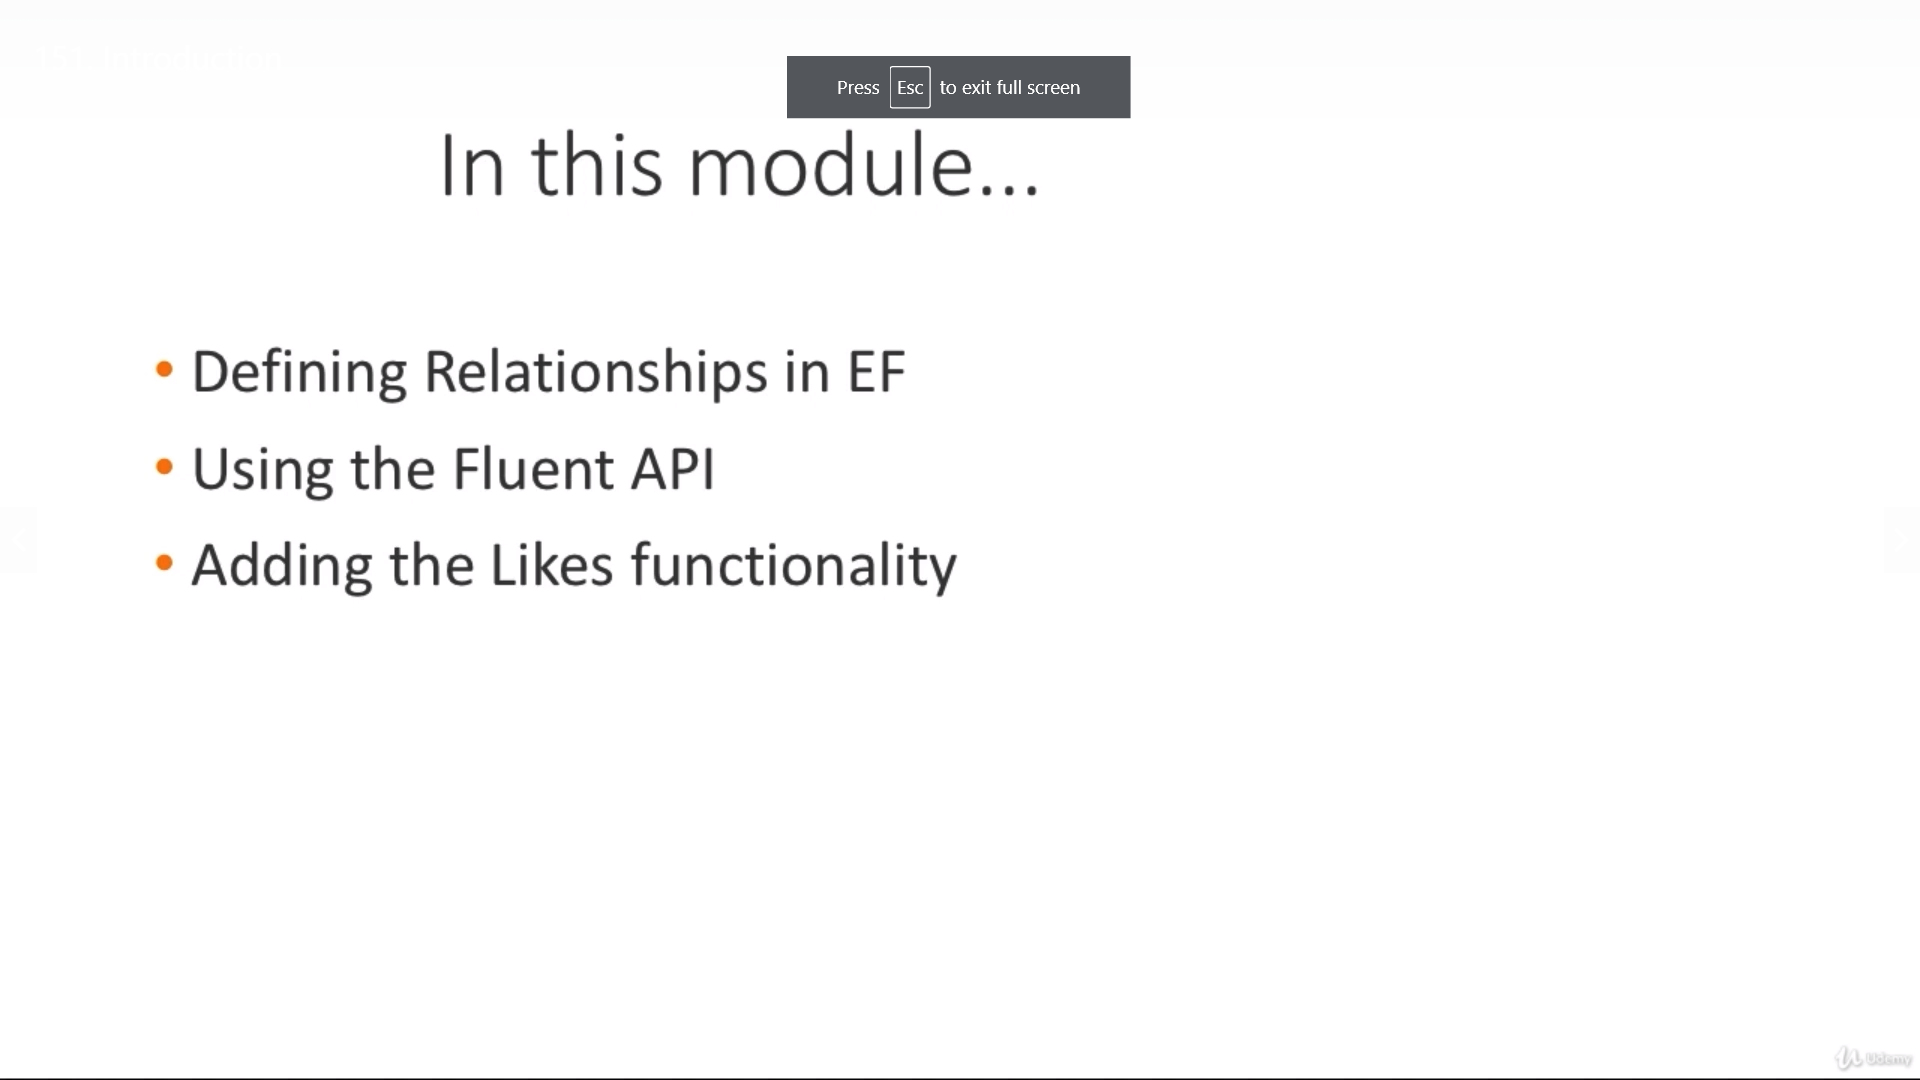 Press Esc to exit full screen
In this module...
• Defining Relationships in EF
• Using the Fluent API
• Adding the Likes functionality
Udemy